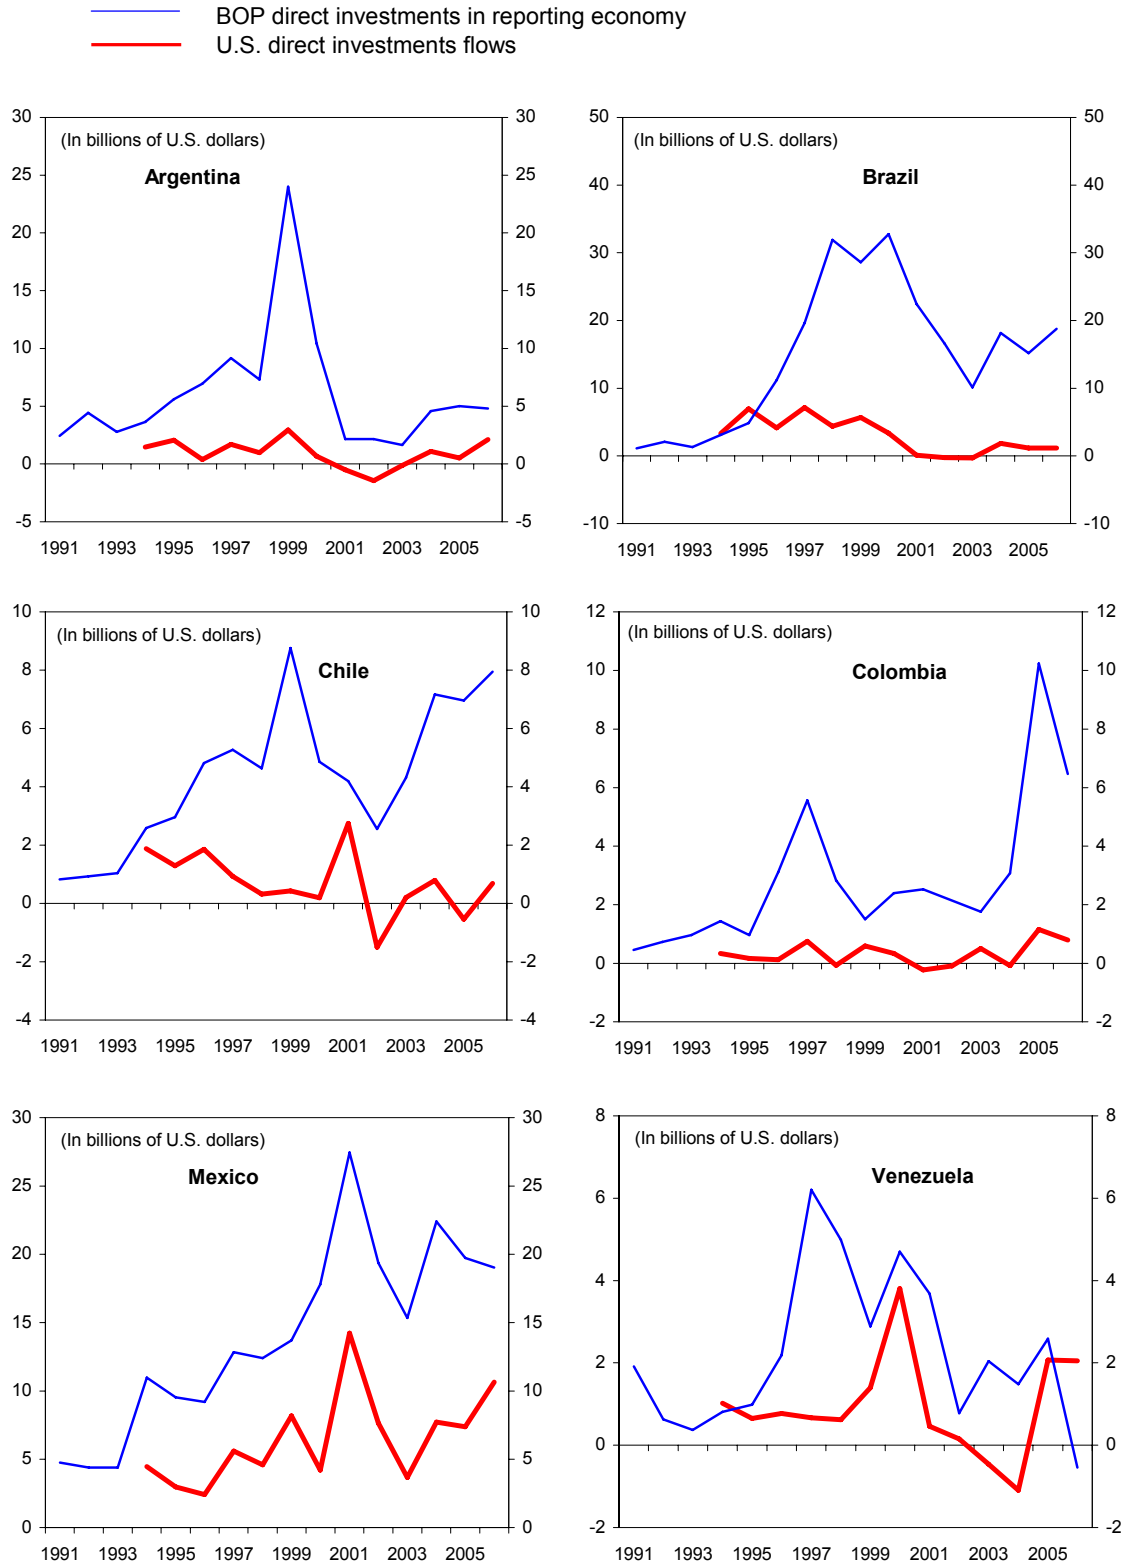 BOP direct investments in reporting economy
U.S. direct investments flows
30 30
(In billions of U.S. dollars)
Argentina
25 25
20 20
15 15
10 10
5 5
0 0
-5 -5
1991 1993 1995 1997 1999 2001 2003 2005
50 50
(In billions of U.S. dollars)
Brazil
40 40
30 30
20 20
10 10
0 0
-10 -10
1991 1993 1995 1997 1999 2001 2003 2005
10 10
(In billions of U.S. dollars)
Chile
8 8
6 6
4 4
2 2
0 0
-2 -2
-4 -4
1991 1993 1995 1997 1999 2001 2003 2005
12 12
(In billions of U.S. dollars)
Colombia
10 10
8 8
6 6
4 4
2 2
0 0
-2 -2
1991 1993 1995 1997 1999 2001 2003 2005
30 30
(In billions of U.S. dollars)
Mexico
25 25
20 20
15 15
10 10
5 5
0 0
1991 1993 1995 1997 1999 2001 2003 2005
8 8
(In billions of U.S. dollars)
Venezuela
6 6
4 4
2 2
0 0
-2 -2
1991 1993 1995 1997 1999 2001 2003 2005